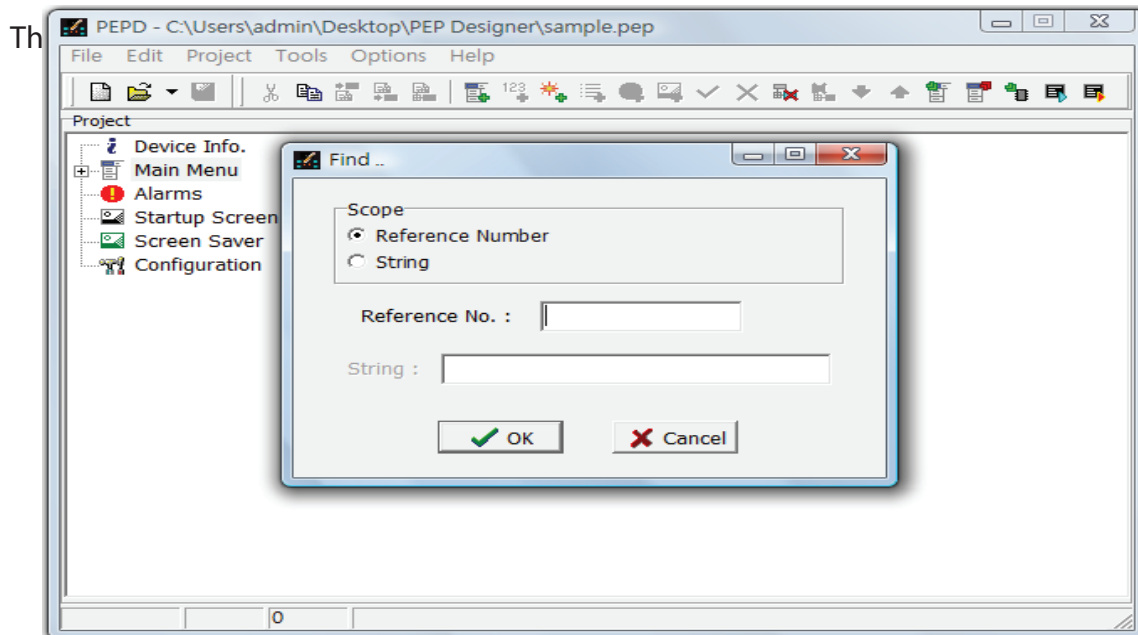 Th
PEPD - C:\Users\admin\Desktop\PEP Designer\sample.pep
File Edit Project Tools Options Help
123
Project
Device Info.
Main Menu
Alarms
Startup Screen
Screen Saver
Configuration
Find ..
Scope
Reference Number
String
Reference No. :
String :
OK
Cancel
0